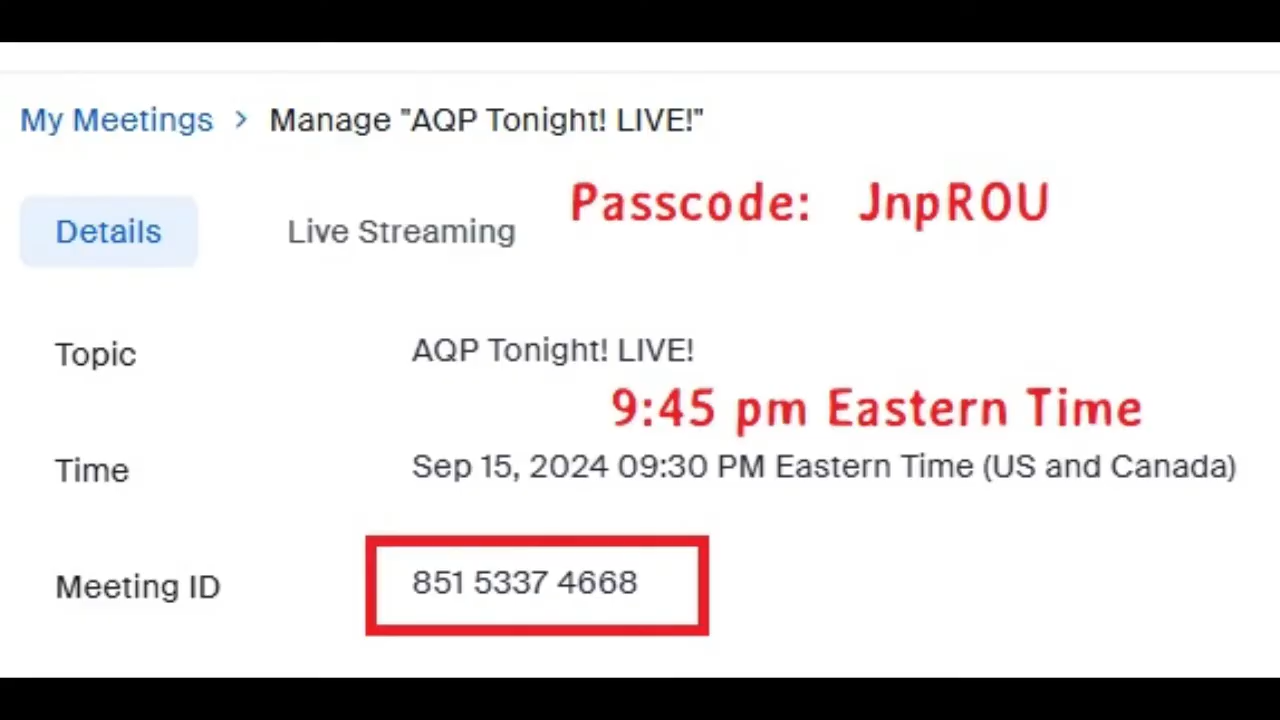 My Meetings > Manage "AQP Tonight! LIVE!"
Passcode: JnpROU
Details Live Streaming
Topic AQP Tonight! LIVE!
9:45 pm Eastern Time
Time Sep 15, 2024 09:30 PM Eastern Time (US and Canada)
Meeting ID 851 5337 4668